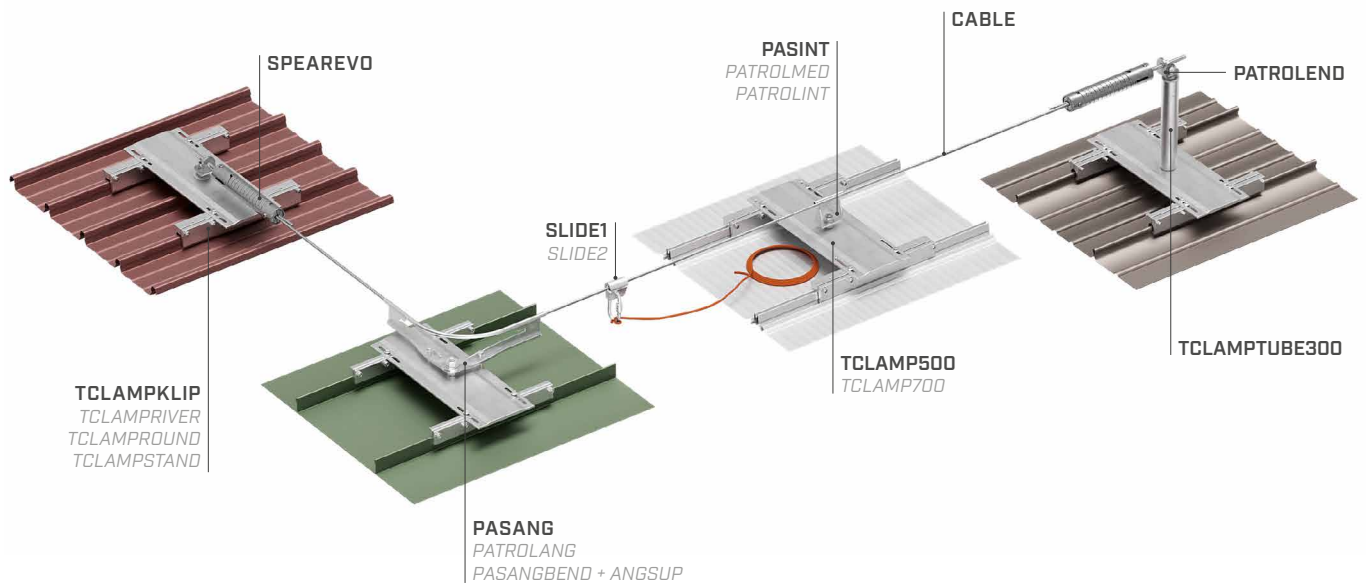 CABLE
SPEAREVO
PASINT
PATROLMED
PATROLINT
PATROLEND
SLIDE1
SLIDE2
TCLAMPTUBE300
TCLAMP500
TCLAMP700
TCLAMPKLIP
TCLAMPRIVER
TCLAMPROUND
TCLAMPSTAND
PASANG
PATROLANG
PASANGBEND + ANGSUP